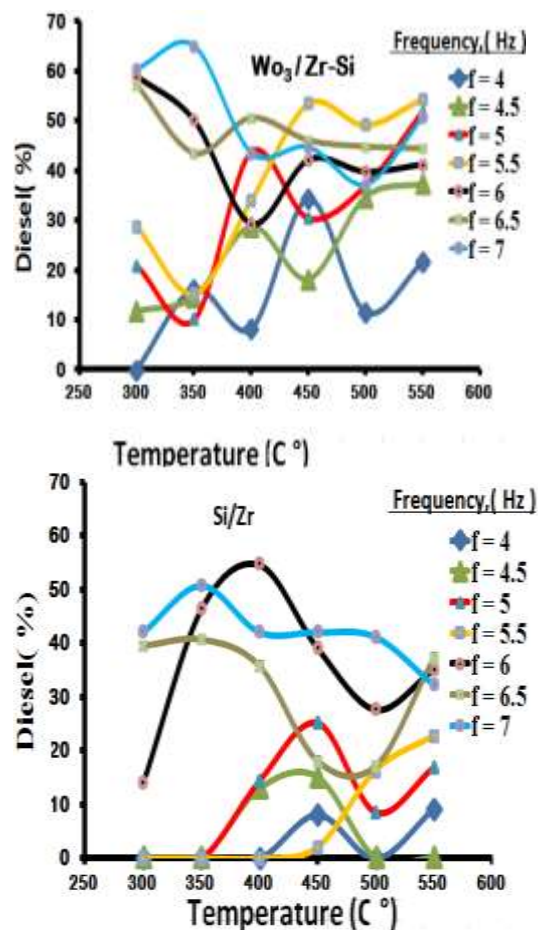 70
60
50
40
30
20
10
0
Diesel( %)
Wo₃/Zr-Si
Frequency,( Hz )
f = 4
f = 4.5
f = 5
f = 5.5
f = 6
f = 6.5
f = 7
250 300 350 400 450 500 550 600
Temperature (C °)
70
60
50
40
30
20
10
0
Diesel( %)
Si/Zr
Frequency,( Hz )
f = 4
f = 4.5
f = 5
f = 5.5
f = 6
f = 6.5
f = 7
250 300 350 400 450 500 550 600
Temperature (C °)